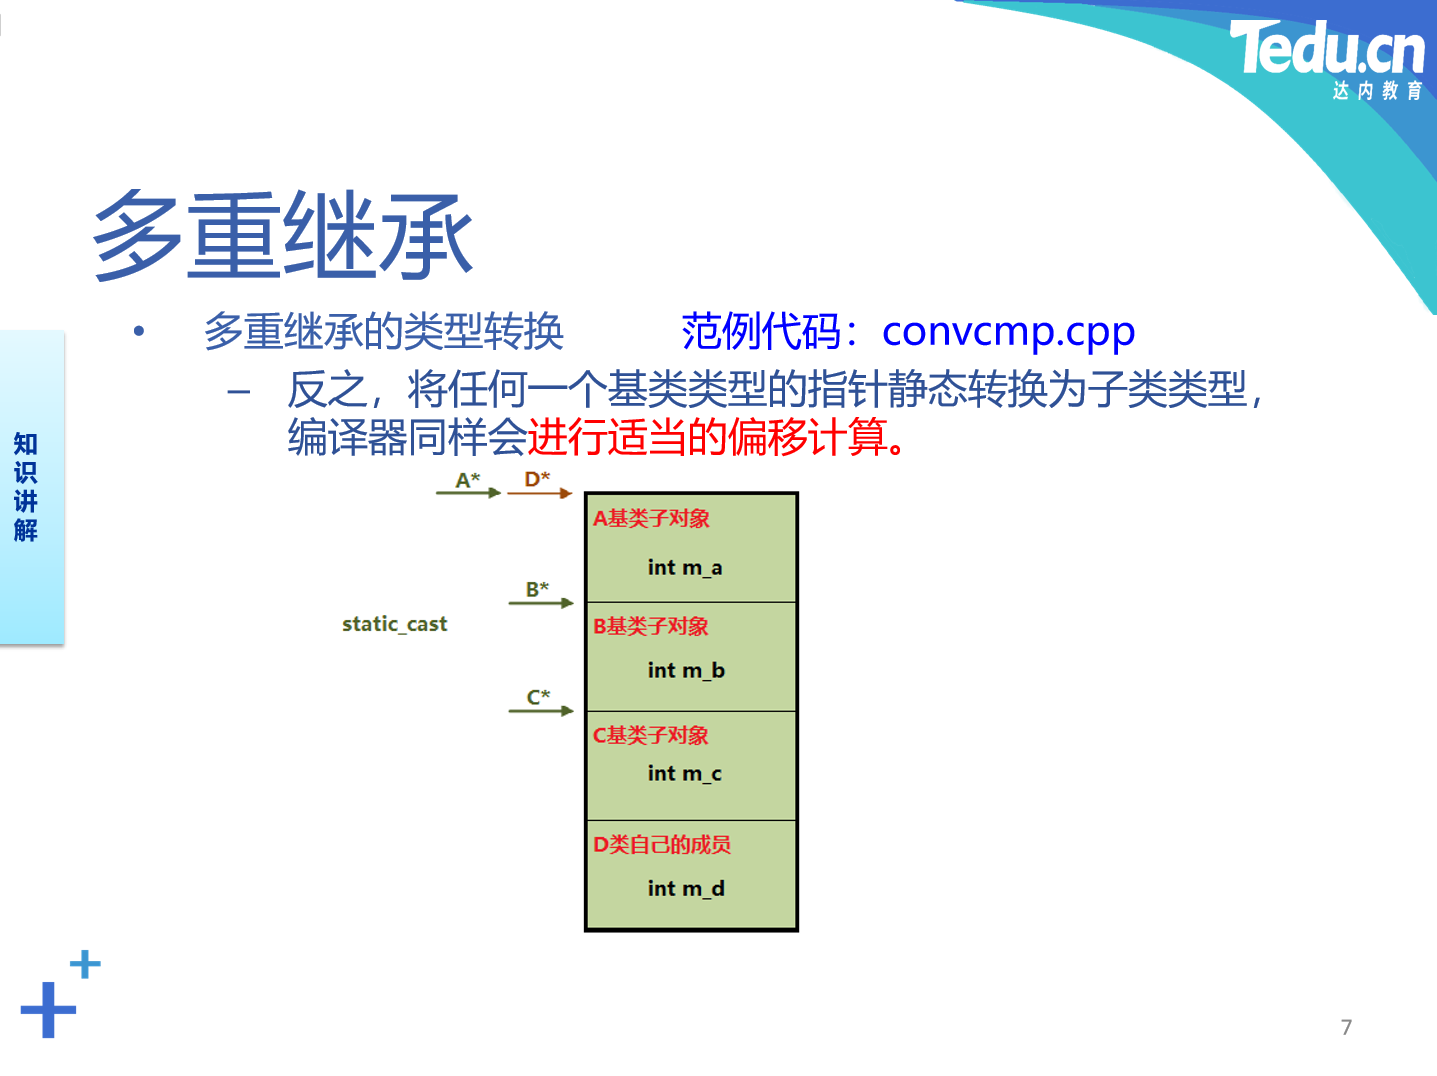 Tedu.cn
达内教育
多重继承
• 多重继承的类型转换 范例代码：convcmp.cpp
– 反之，将任何一个基类类型的指针静态转换为子类类型，
编译器同样会进行适当的偏移计算。
知
识
讲
解
A* D*
A基类子对象
int m_a
B*
static_cast
B基类子对象
int m_b
C*
C基类子对象
int m_c
D类自己的成员
int m_d
7